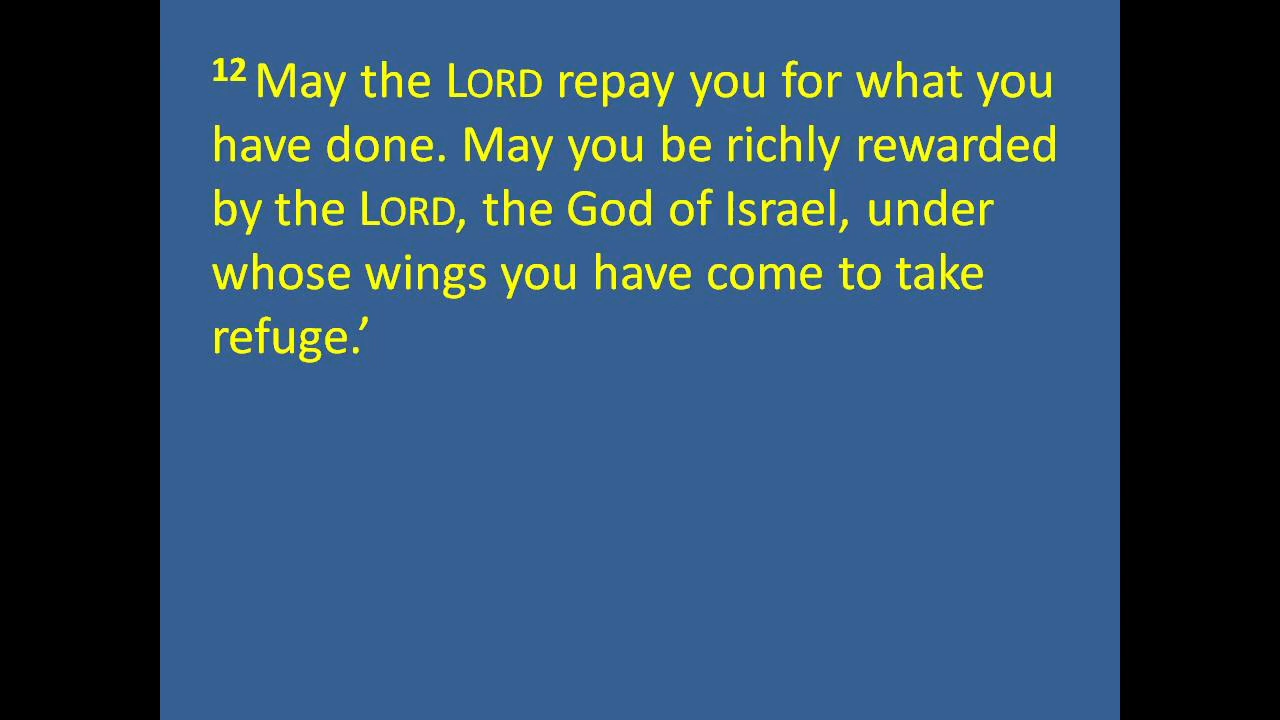 12 May the LORD repay you for what you
have done. May you be richly rewarded
by the LORD, the God of Israel, under
whose wings you have come to take
refuge.’